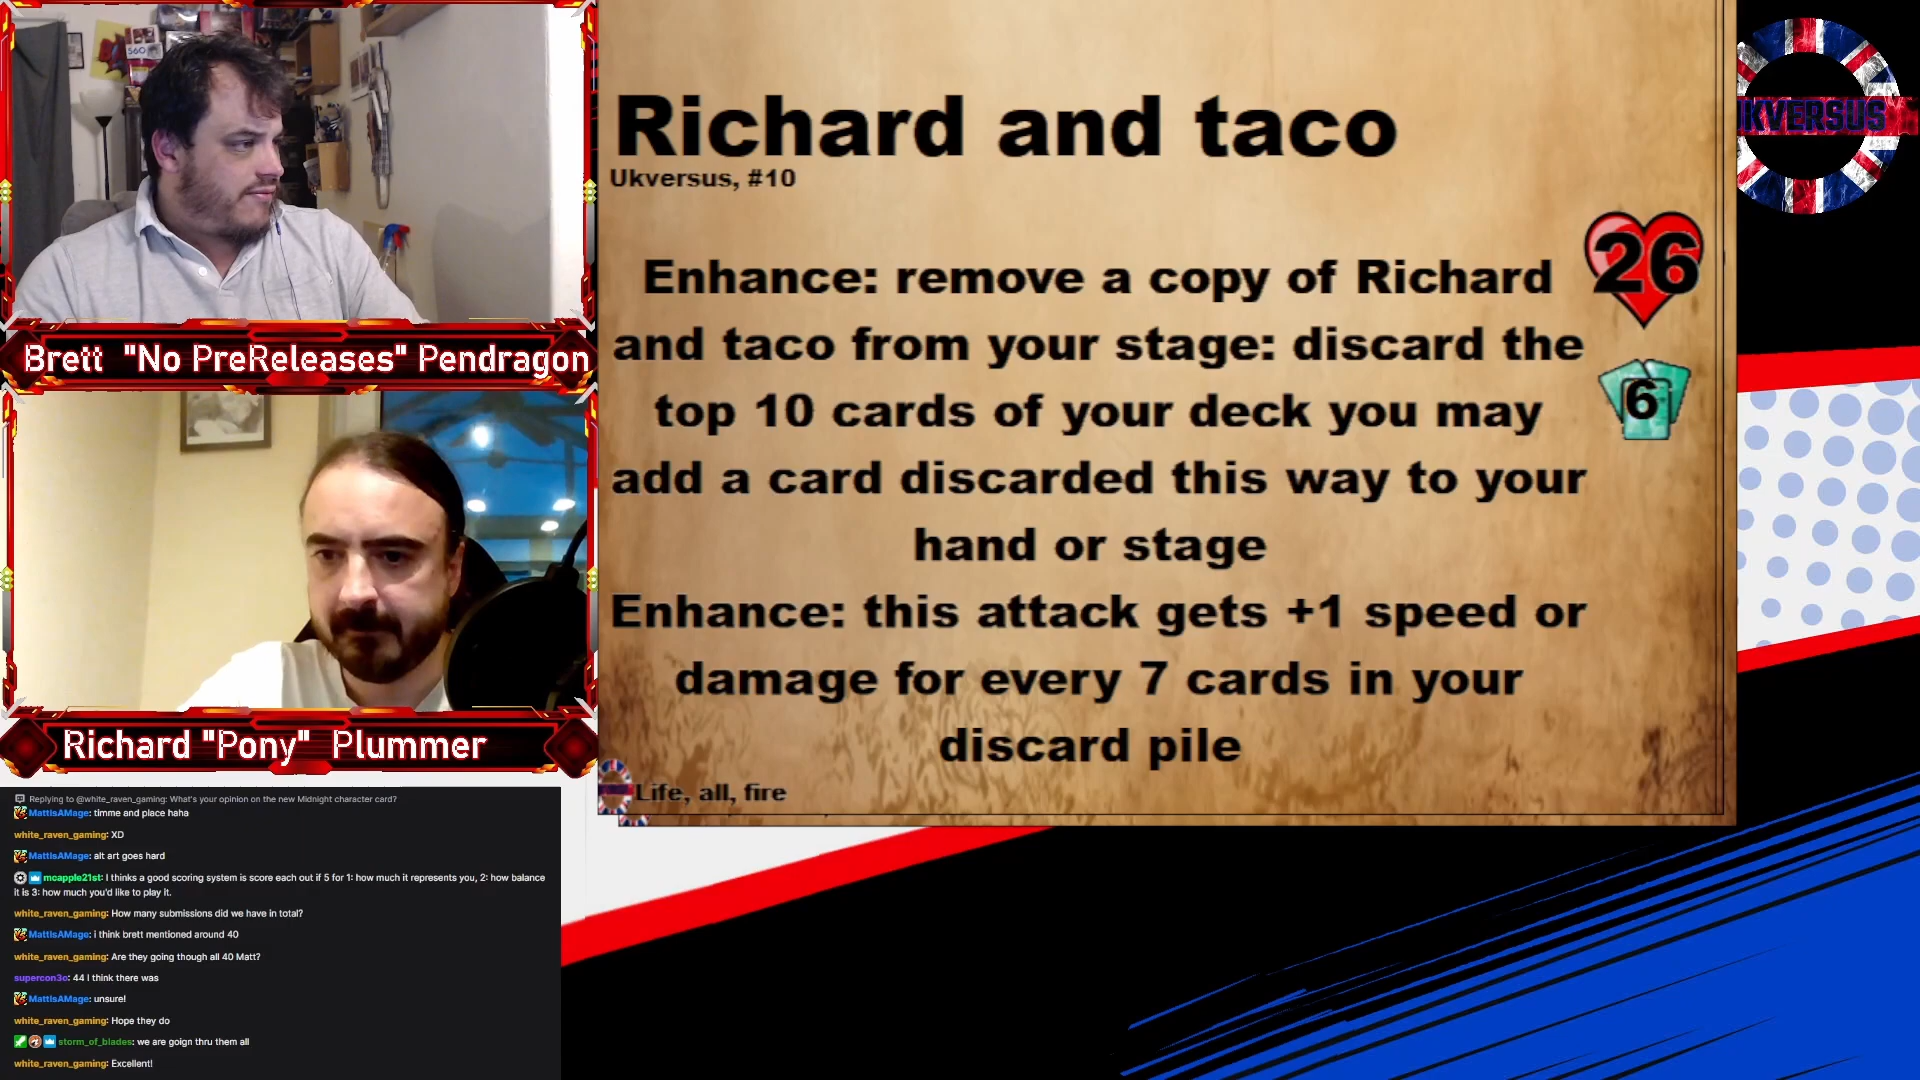 560
Brett "No PreReleases" Pendragon
Richard "Pony" Plummer
Richard and taco
Ukversus, #10
26
6
Enhance: remove a copy of Richard
and taco from your stage: discard the
top 10 cards of your deck you may
add a card discarded this way to your
hand or stage
Enhance: this attack gets +1 speed or
damage for every 7 cards in your
discard pile
Life, all, fire
UKVERSUS
Replying to @white_raven_gaming: What's your opinion on the new Midnight character card?
MattIsAMage: timme and place haha
white_raven_gaming: XD
MattIsAMage: alt art goes hard
mcapple21st: I thinks a good scoring system is score each out if 5 for 1: how much it represents you, 2: how balance
it is 3: how much you'd like to play it.
white_raven_gaming: How many submissions did we have in total?
MattIsAMage: i think brett mentioned around 40
white_raven_gaming: Are they going though all 40 Matt?
supercon3c: 44 I think there was
MattIsAMage: unsure!
white_raven_gaming: Hope they do
storm_of_blades: we are goign thru them all
white_raven_gaming: Excellent!